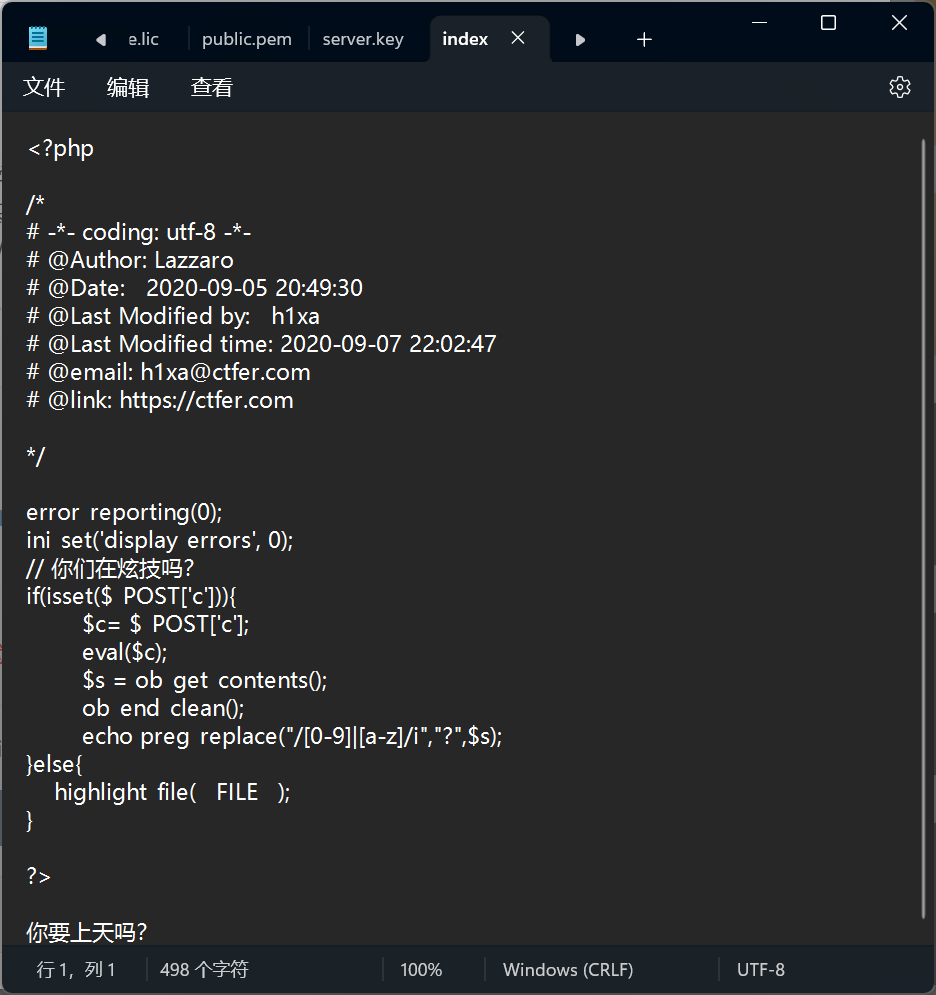 e.lic public.pem server.key index
文件 编辑 查看
<?php
/*
# -*- coding: utf-8 -*-
# @Author: Lazzaro
# @Date:   2020-09-05 20:49:30
# @Last Modified by:   h1xa
# @Last Modified time: 2020-09-07 22:02:47
# @email: h1xa@ctfer.com
# @link: https://ctfer.com
*/
error reporting(0);
ini set('display errors', 0);
// 你们在炫技吗?
if(isset($ POST['c'])){
        $c= $ POST['c'];
        eval($c);
        $s = ob get contents();
        ob end clean();
        echo preg replace("/[0-9]|[a-z]/i","?",$s);
}else{
    highlight file(  FILE  );
}
?>
你要上天吗?
行 1，列 1 498 个字符 100% Windows (CRLF) UTF-8